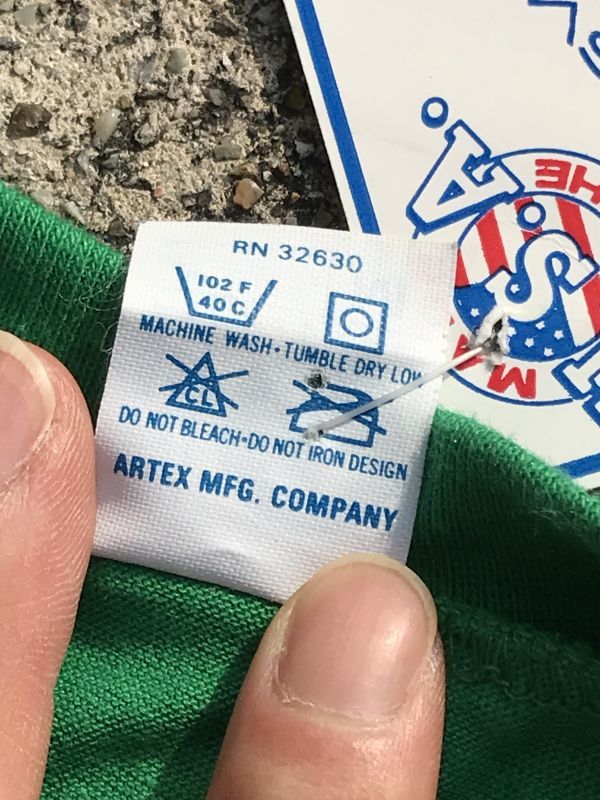 RN 32630
102 F
40 C
MACHINE WASH • TUMBLE DRY LOW
CL
DO NOT BLEACH • DO NOT IRON DESIGN
ARTEX MFG. COMPANY
THE
S.A.